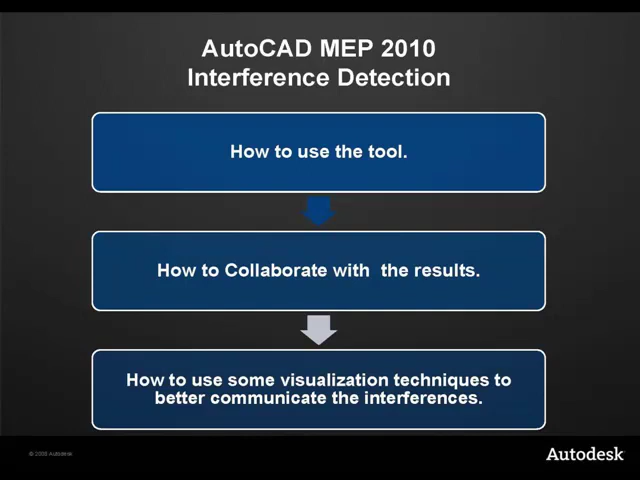 AutoCAD MEP 2010
Interference Detection
How to use the tool.
How to Collaborate with  the results.
How to use some visualization techniques to
better communicate the interferences.
Autodesk